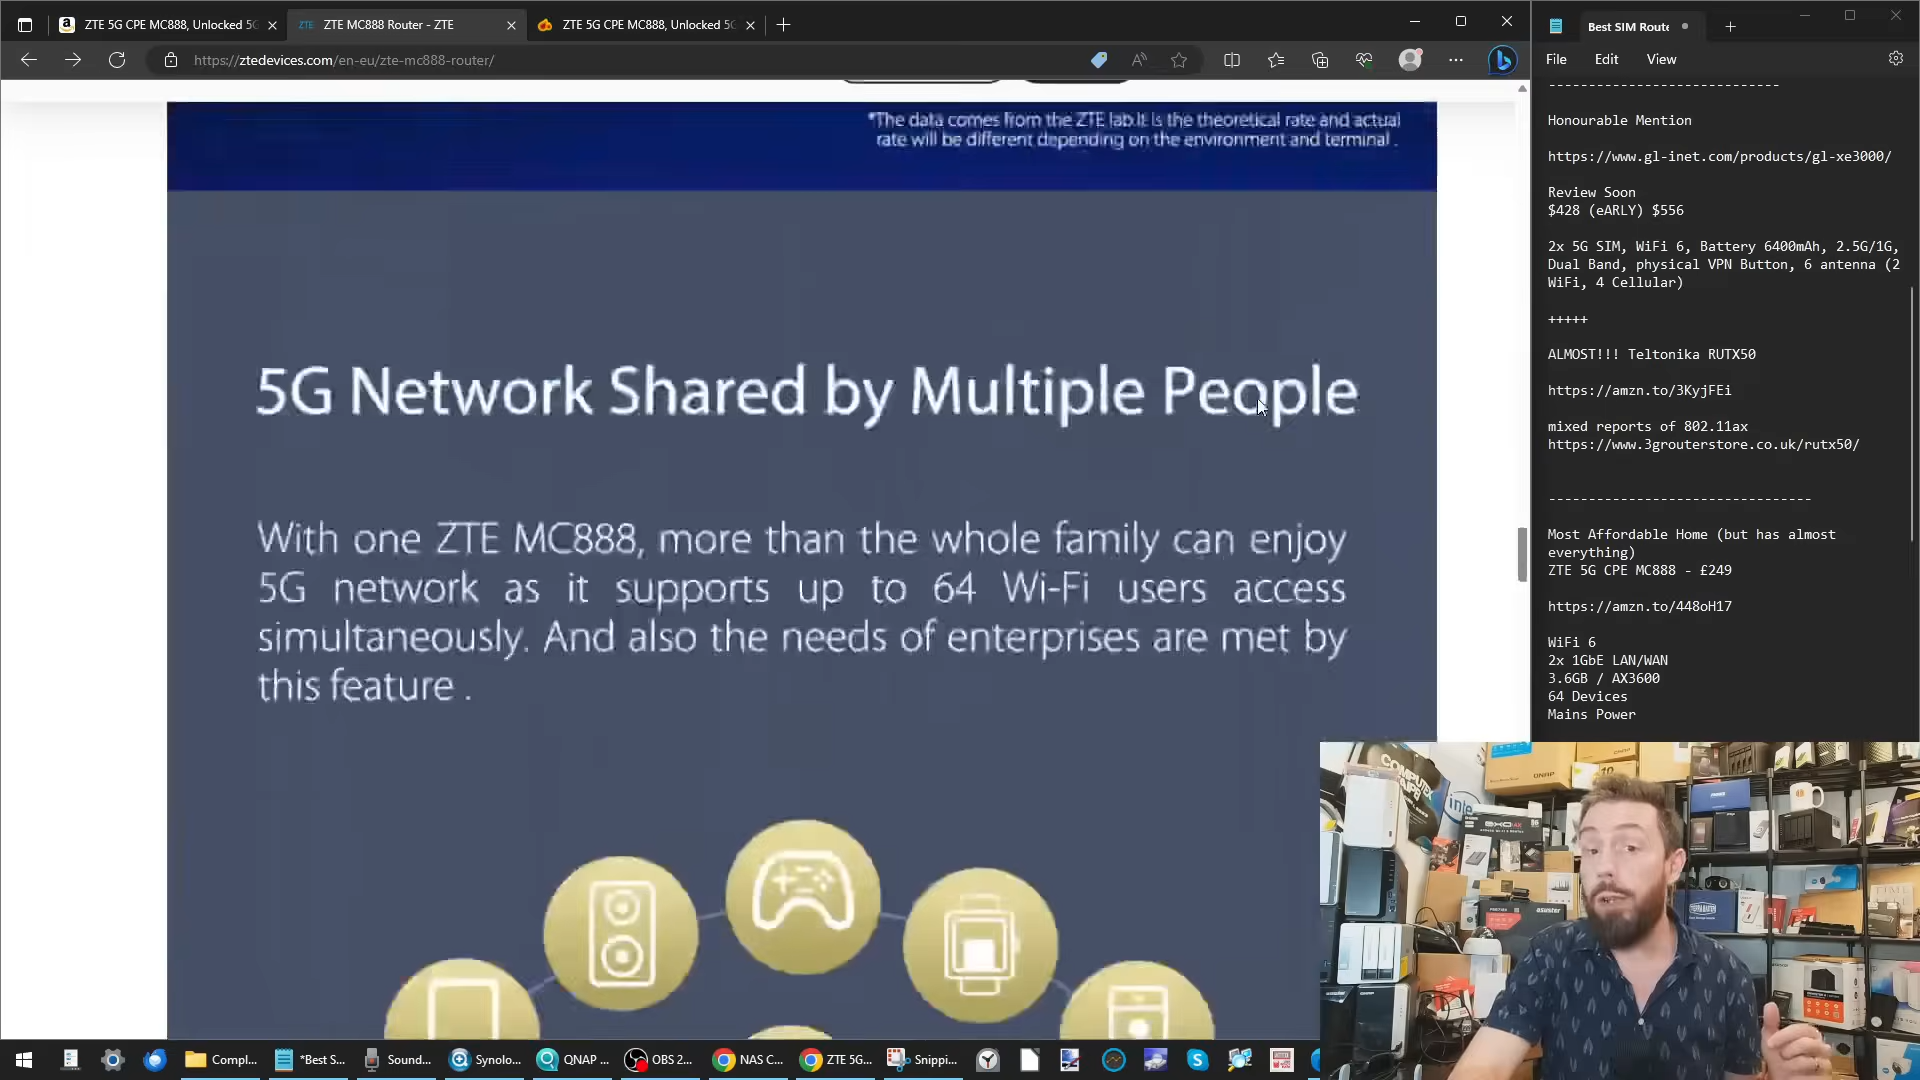 ZTE 5G CPE MC888, Unlocked 5G
ZTE MC888 Router - ZTE
ZTE 5G CPE MC888, Unlocked 5G
https://ztedevices.com/en-eu/zte-mc888-router/
*The data comes from the ZTE lab.It is the theoretical rate and actual
rate will be different depending on the environment and terminal .
5G Network Shared by Multiple People
With one ZTE MC888, more than the whole family can enjoy
5G network as it supports up to 64 Wi-Fi users access
simultaneously. And also the needs of enterprises are met by
this feature .
Best SIM Route
File Edit View
-----------------------------
Honourable Mention
https://www.gl-inet.com/products/gl-xe3000/
Review Soon
$428 (eARLY) $556
2x 5G SIM, WiFi 6, Battery 6400mAh, 2.5G/1G,
Dual Band, physical VPN Button, 6 antenna (2
WiFi, 4 Cellular)
+++++
ALMOST!!! Teltonika RUTX50
https://amzn.to/3KyjFEi
mixed reports of 802.11ax
https://www.3grouterstore.co.uk/rutx50/
---------------------------------
Most Affordable Home (but has almost
everything)
ZTE 5G CPE MC888 - £249
https://amzn.to/448oH17
WiFi 6
2x 1GbE LAN/WAN
3.6GB / AX3600
64 Devices
Mains Power
COMPUTEX
TAIPEI
intel
QNAP
asustor
TIME
Compl...
*Best S...
Sound...
Synolo...
QNAP ...
OBS 2...
NAS C...
ZTE 5G...
Snippi...